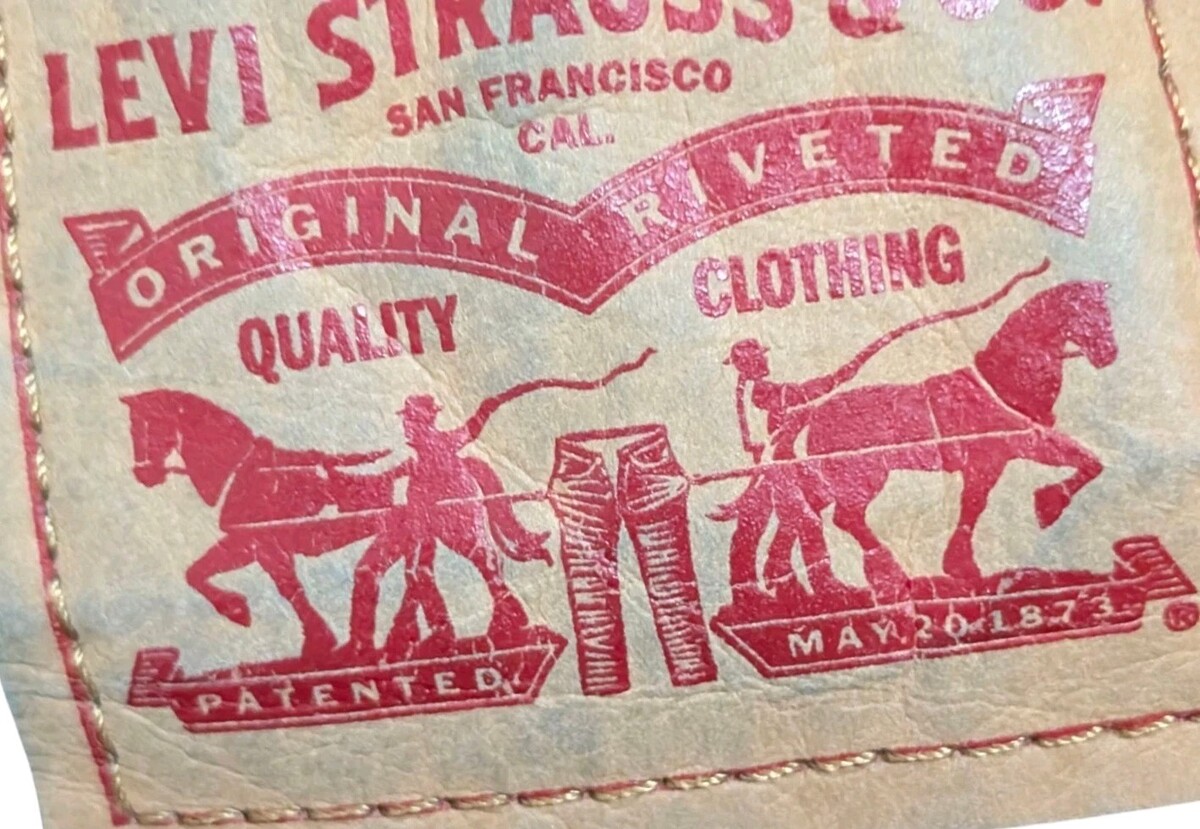 LEVI STRAUSS &
SAN FRANCISCO
CAL.
ORIGINAL RIVETED
QUALITY CLOTHING
PATENTED MAY 20 1873
®